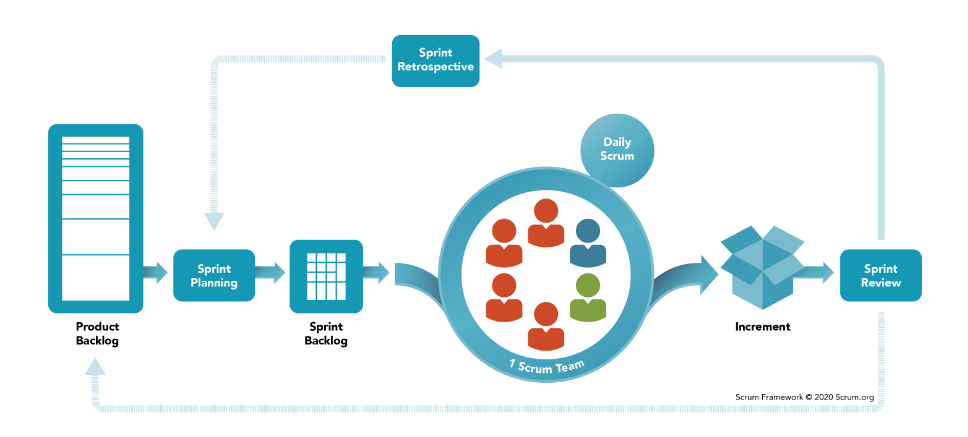 Sprint
Retrospective
Daily
Scrum
Sprint
Planning
Sprint
Review
Product
Backlog
Sprint
Backlog
Increment
1 Scrum Team
Scrum Framework © 2020 Scrum.org